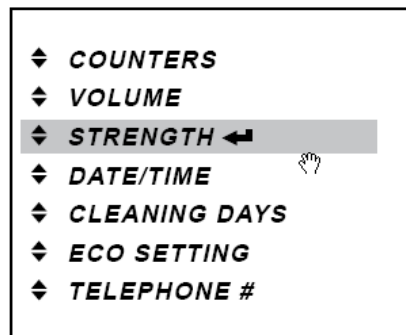 COUNTERS
VOLUME
STRENGTH
DATE/TIME
CLEANING DAYS
ECO SETTING
TELEPHONE #